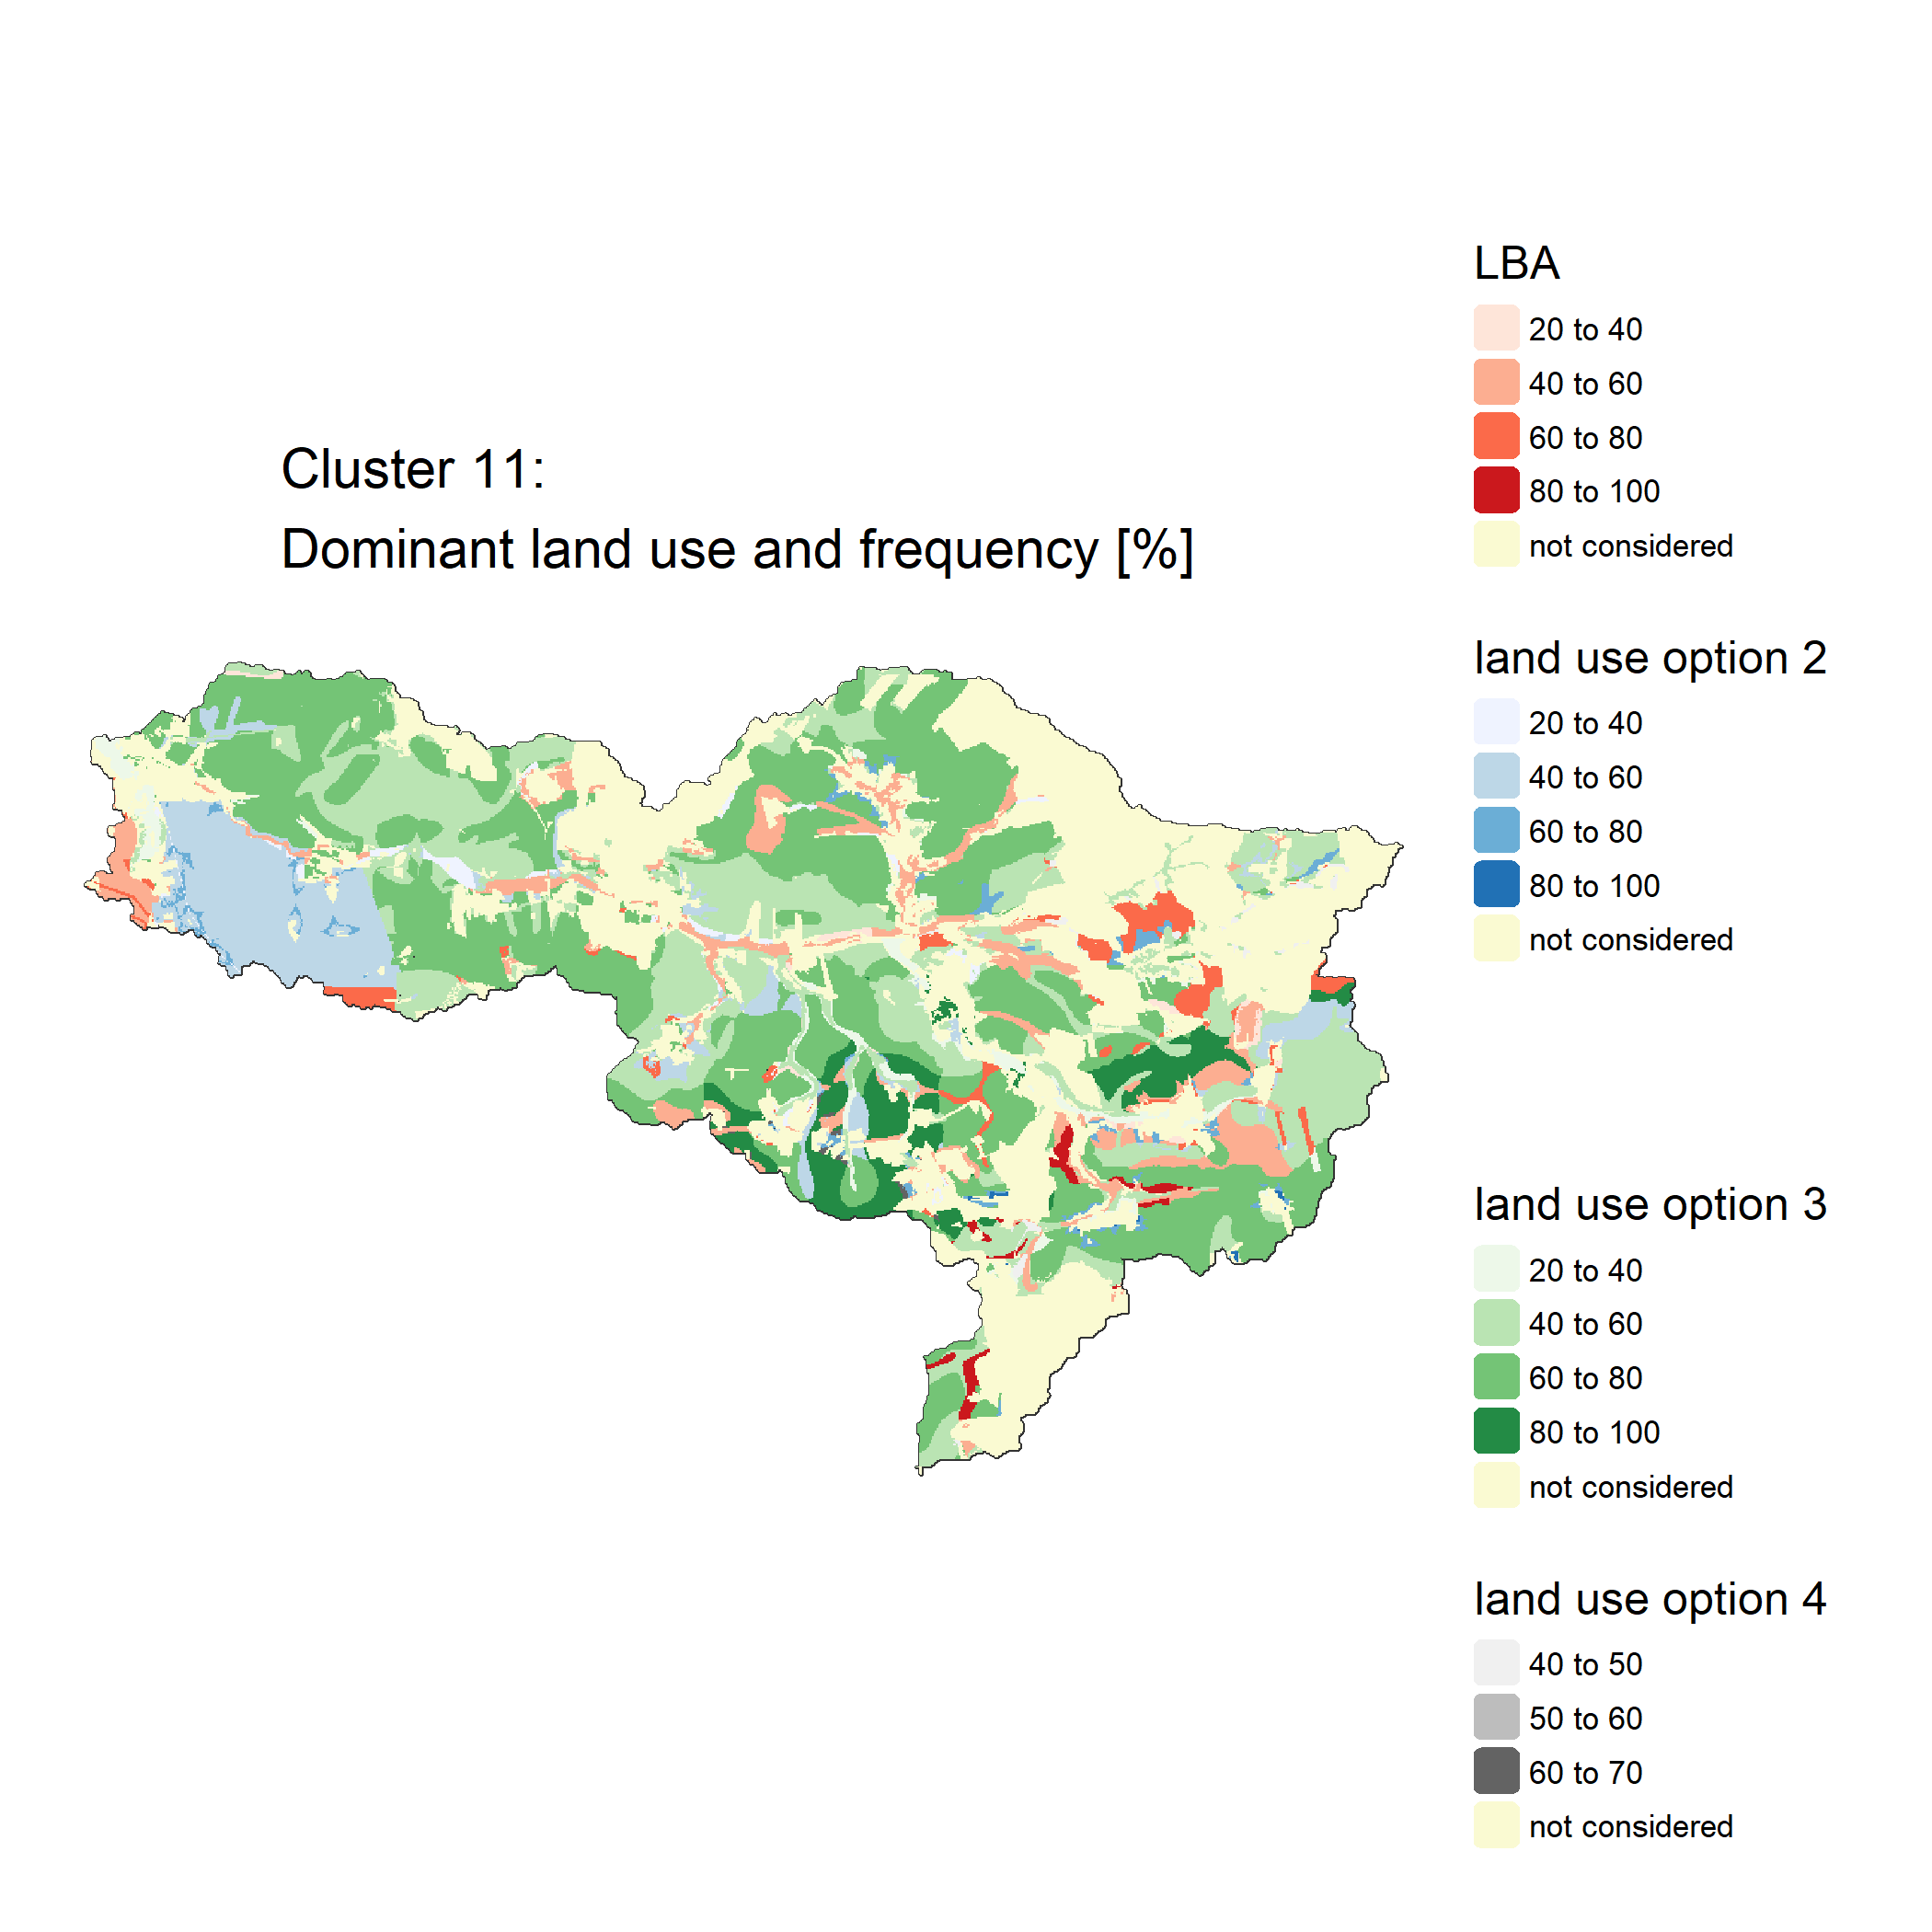 Cluster 11:
Dominant land use and frequency [%]
LBA
20 to 40
40 to 60
60 to 80
80 to 100
not considered
land use option 2
20 to 40
40 to 60
60 to 80
80 to 100
not considered
land use option 3
20 to 40
40 to 60
60 to 80
80 to 100
not considered
land use option 4
40 to 50
50 to 60
60 to 70
not considered